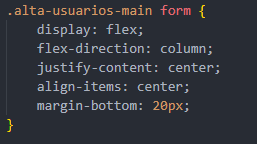 .alta-usuarios-main form {
    display: flex;
    flex-direction: column;
    justify-content: center;
    align-items: center;
    margin-bottom: 20px;
}